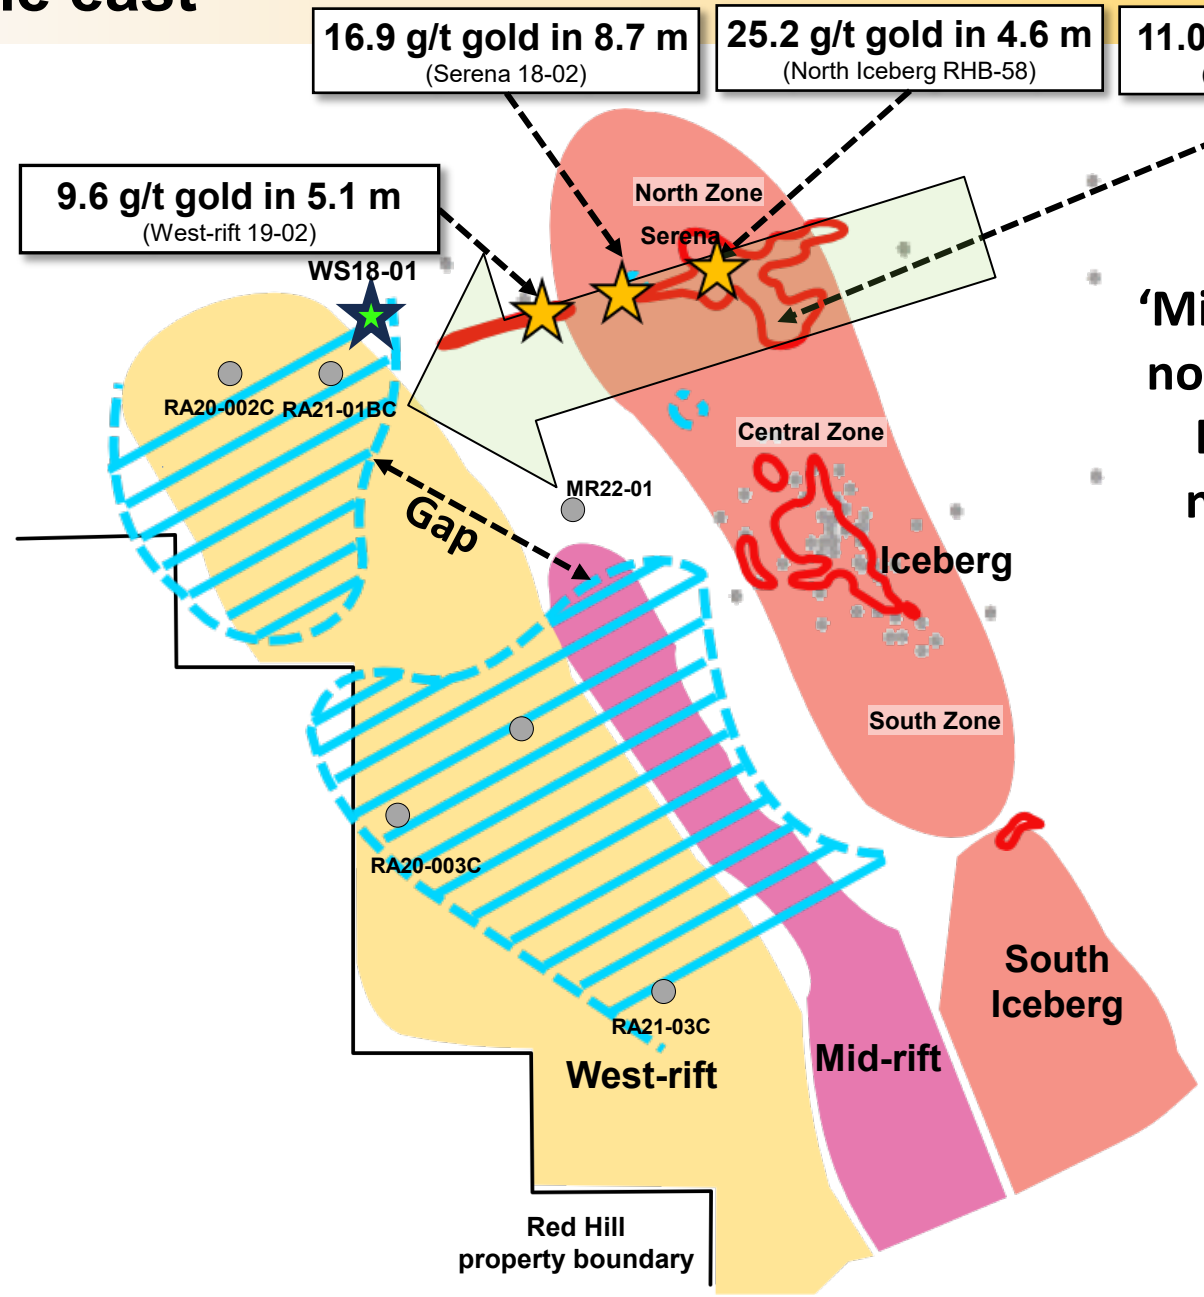 east
16.9 g/t gold in 8.7 m
(Serena 18-02)
25.2 g/t gold in 4.6 m
(North Iceberg RHB-58)
11.0
9.6 g/t gold in 5.1 m
(West-rift 19-02)
North Zone
Serena
WS18-01
RA20-002C
RA21-01BC
Central Zone
MR22-01
Gap
Iceberg
South Zone
RA20-003C
South
Iceberg
RA21-03C
Mid-rift
West-rift
Red Hill
property boundary